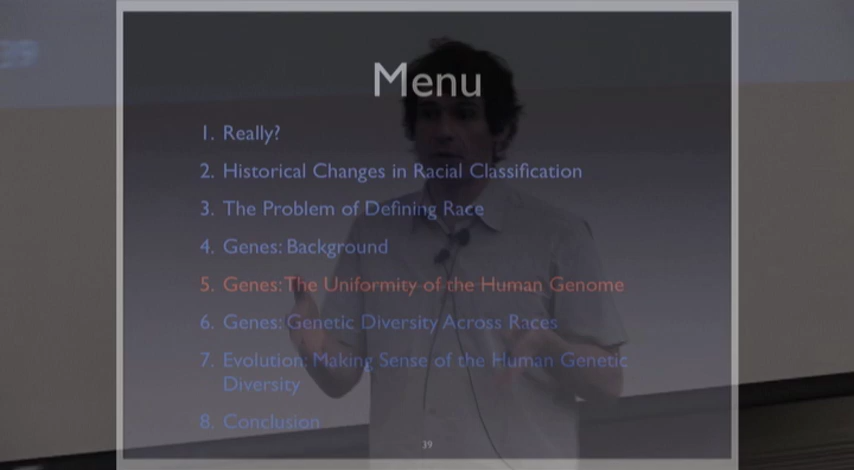 Menu
1. Really?
2. Historical Changes in Racial Classification
3. The Problem of Defining Race
4. Genes: Background
5. Genes: The Uniformity of the Human Genome
6. Genes: Genetic Diversity Across Races
7. Evolution: Making Sense of the Human Genetic
Diversity
8. Conclusion
39